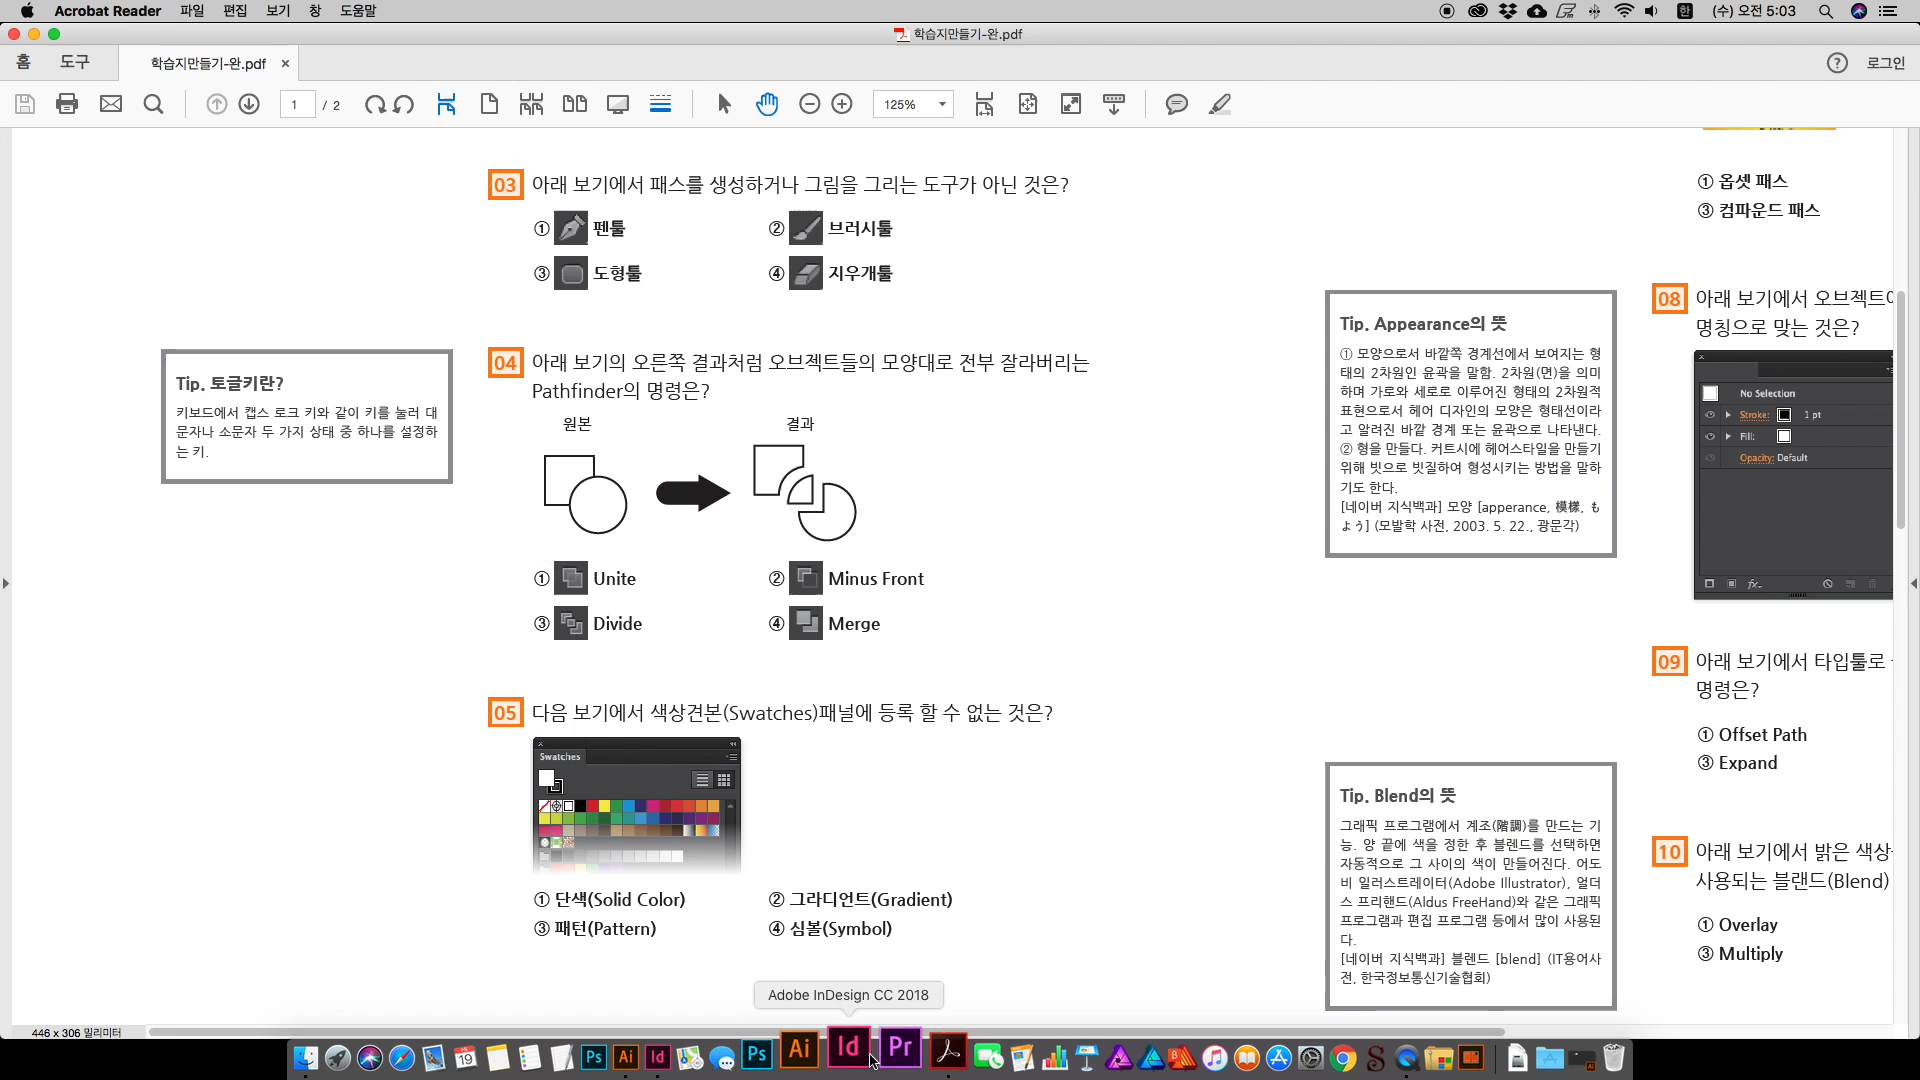 Acrobat Reader 파일 편집 보기 창 도움말
한 (수) 오전 5:03
학습지만들기-완.pdf
홈 도구 학습지만들기-완.pdf × 로그인
1 / 2 125%
03 아래 보기에서 패스를 생성하거나 그림을 그리는 도구가 아닌 것은?
① 펜툴 ② 브러시툴
③ 도형툴 ④ 지우개툴
Tip. 토글키란?
키보드에서 캡스 로크 키와 같이 키를 눌러 대
문자나 소문자 두 가지 상태 중 하나를 설정하
는 키.
04 아래 보기의 오른쪽 결과처럼 오브젝트들의 모양대로 전부 잘라버리는
Pathfinder의 명령은?
원본 결과
① Unite ② Minus Front
③ Divide ④ Merge
05 다음 보기에서 색상견본(Swatches)패널에 등록 할 수 없는 것은?
Swatches
① 단색(Solid Color) ② 그라디언트(Gradient)
③ 패턴(Pattern) ④ 심볼(Symbol)
① 옵셋 패스
③ 컴파운드 패스
Tip. Appearance의 뜻
① 모양으로서 바깥쪽 경계선에서 보여지는 형
태의 2차원인 윤곽을 말함. 2차원(면)을 의미
하며 가로와 세로로 이루어진 형태의 2차원적
표현으로서 헤어 디자인의 모양은 형태선이라
고 알려진 바깥 경계 또는 윤곽으로 나타낸다.
② 형을 만들다. 커트시에 헤어스타일을 만들기
위해 빗으로 빗질하여 형성시키는 방법을 말하
기도 한다.
[네이버 지식백과] 모양 [apperance, 模樣, も
よう] (모발학 사전, 2003. 5. 22., 광문각)
08 아래 보기에서 오브젝트
명칭으로 맞는 것은?
No Selection
Stroke: 1 pt
Fill:
Opacity: Default
fx
09 아래 보기에서 타입툴로
명령은?
① Offset Path
③ Expand
Tip. Blend의 뜻
그래픽 프로그램에서 계조(階調)를 만드는 기
능. 양 끝에 색을 정한 후 블렌드를 선택하면
자동적으로 그 사이의 색이 만들어진다. 어도
비 일러스트레이터(Adobe Illustrator), 얼더
스 프리핸드(Aldus FreeHand)와 같은 그래픽
프로그램과 편집 프로그램 등에서 많이 사용된
다.
[네이버 지식백과] 블렌드 [blend] (IT용어사
전, 한국정보통신기술협회)
10 아래 보기에서 밝은 색상
사용되는 블랜드(Blend)
① Overlay
③ Multiply
Adobe InDesign CC 2018
446 x 306 밀리미터
19 Ps Ai Id Ps Ai Id Pr